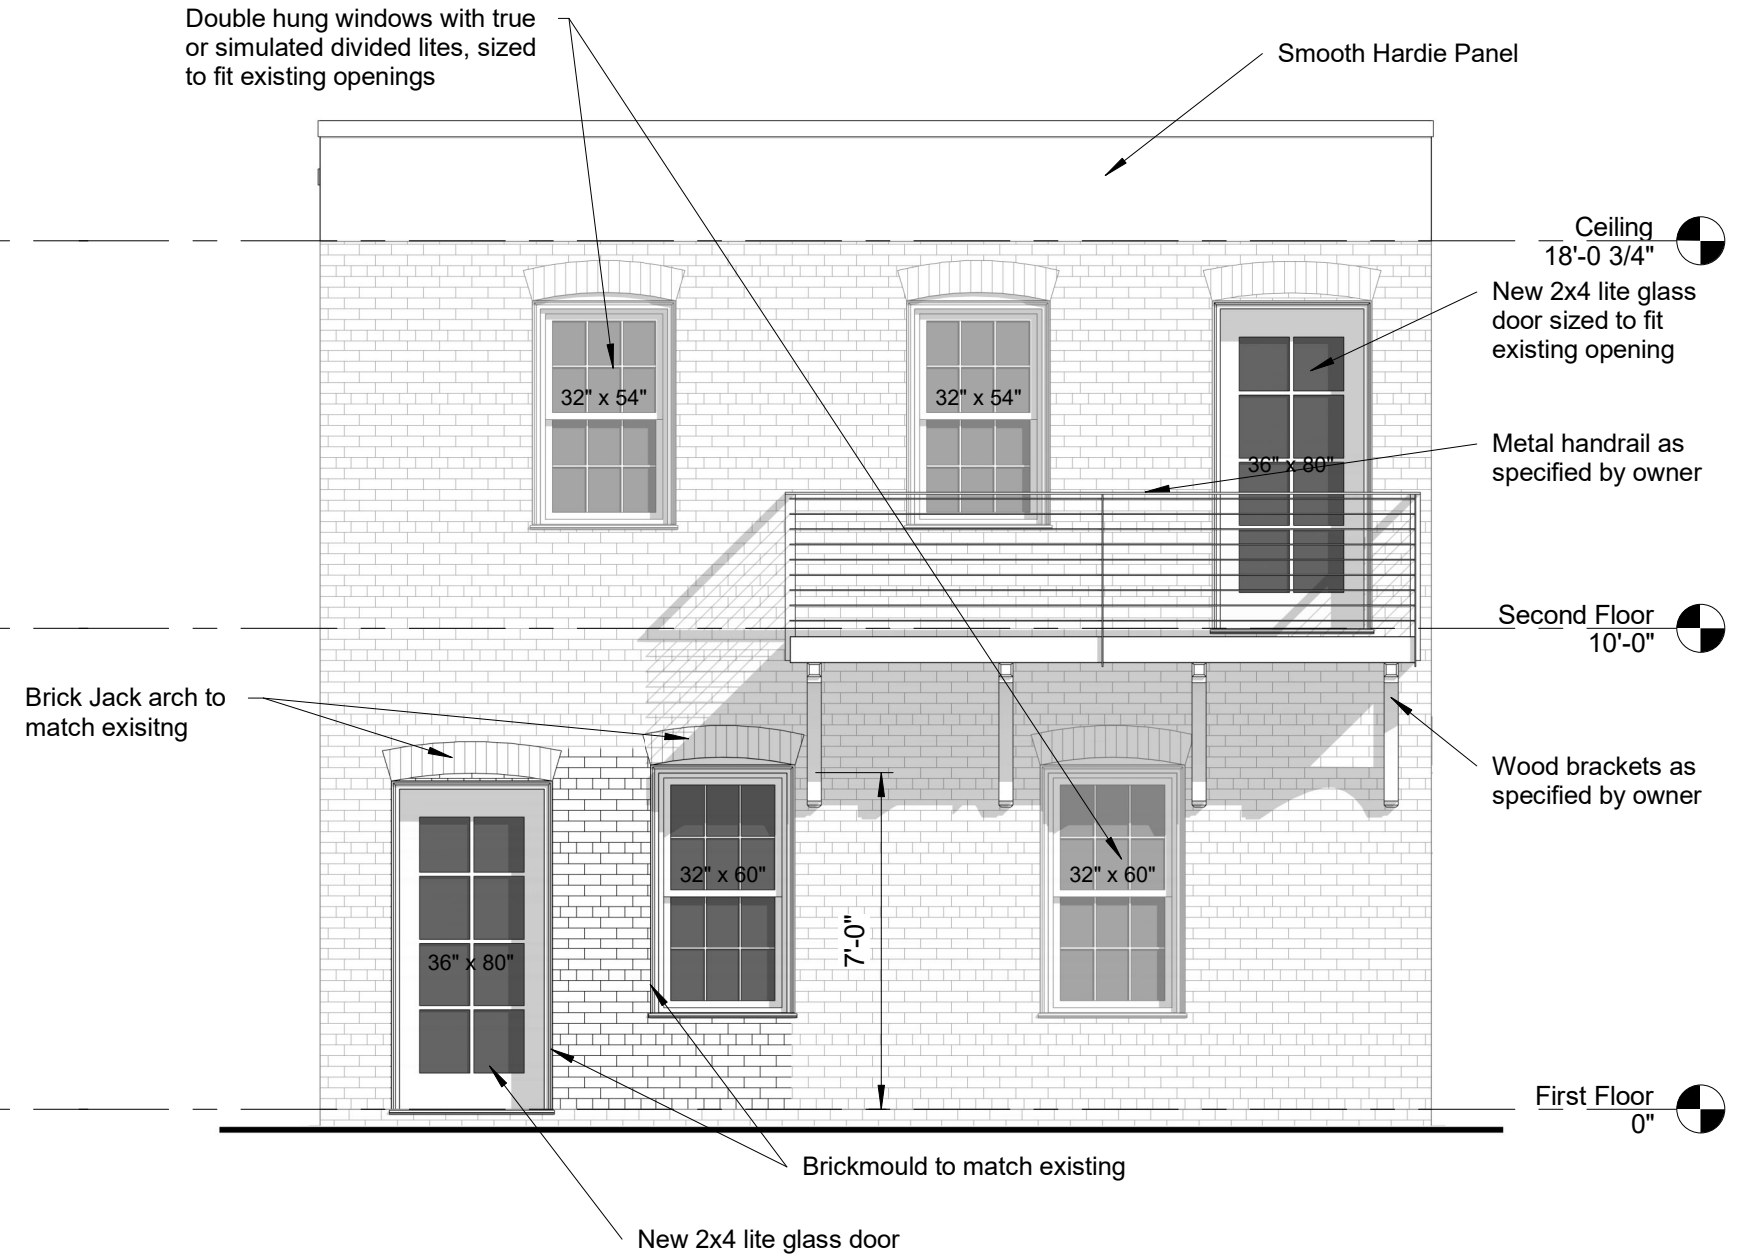 Double hung windows with true
or simulated divided lites, sized
to fit existing openings
Smooth Hardie Panel
Ceiling
18'-0 3/4"
New 2x4 lite glass
door sized to fit
existing opening
32" x 54"
32" x 54"
36" x 80"
Metal handrail as
specified by owner
Second Floor
10'-0"
Brick Jack arch to
match exisitng
Wood brackets as
specified by owner
32" x 60"
32" x 60"
7'-0"
36" x 80"
First Floor
0"
Brickmould to match existing
New 2x4 lite glass door